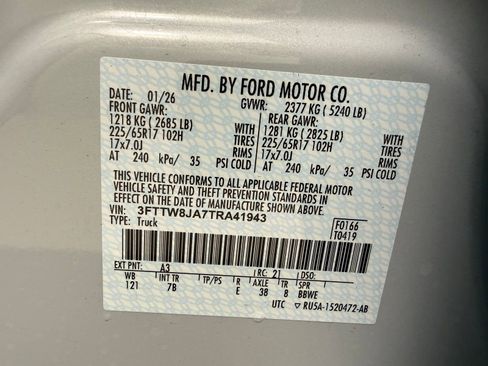 MFD. BY FORD MOTOR CO.
DATE: 01/26 GVWR: 2377 KG ( 5240 LB)
FRONT GAWR: REAR GAWR:
1218 KG ( 2685 LB) WITH 1281 KG ( 2825 LB) WITH
225/65R17 102H TIRES 225/65R17 102H TIRES
17x7.0J RIMS 17x7.0J RIMS
AT 240 kPa/ 35 PSI COLD AT 240 kPa/ 35 PSI COLD
THIS VEHICLE CONFORMS TO ALL APPLICABLE FEDERAL MOTOR
VEHICLE SAFETY AND THEFT PREVENTION STANDARDS IN
EFFECT ON THE DATE OF MANUFACTURE SHOWN ABOVE.
VIN: 3FTTW8JA7TRA41943 F0166
TYPE: Truck T0419
EXT PNT: A3 RC: 21 DSO:
WB INT TR TP/PS R AXLE TR SPR
121 7B E 38 8 BBWE
UTC ▽ RU5A-1520472-AB